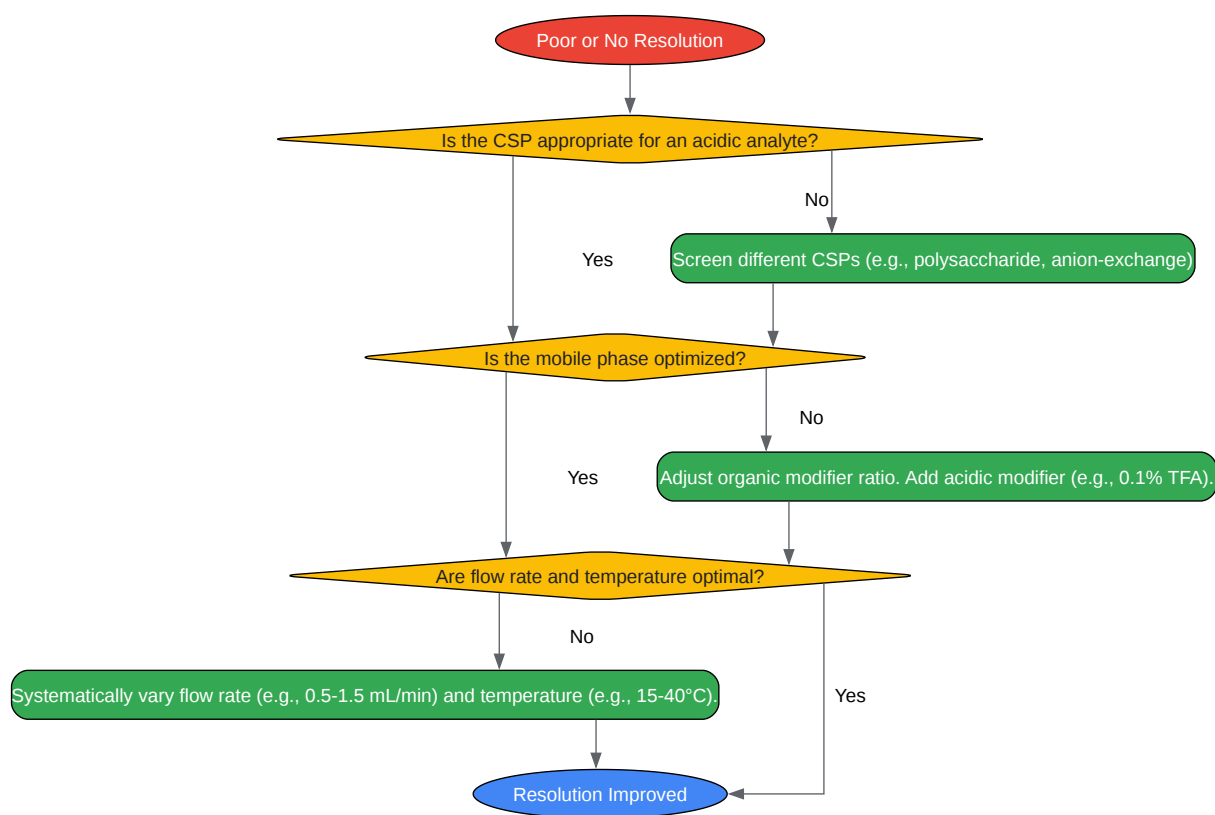 Poor or No Resolution
Is the CSP appropriate for an acidic analyte?
No
Yes
Screen different CSPs (e.g., polysaccharide, anion-exchange)
Is the mobile phase optimized?
No
Yes
Adjust organic modifier ratio. Add acidic modifier (e.g., 0.1% TFA).
Are flow rate and temperature optimal?
No
Systematically vary flow rate (e.g., 0.5-1.5 mL/min) and temperature (e.g., 15-40°C).
Yes
Resolution Improved